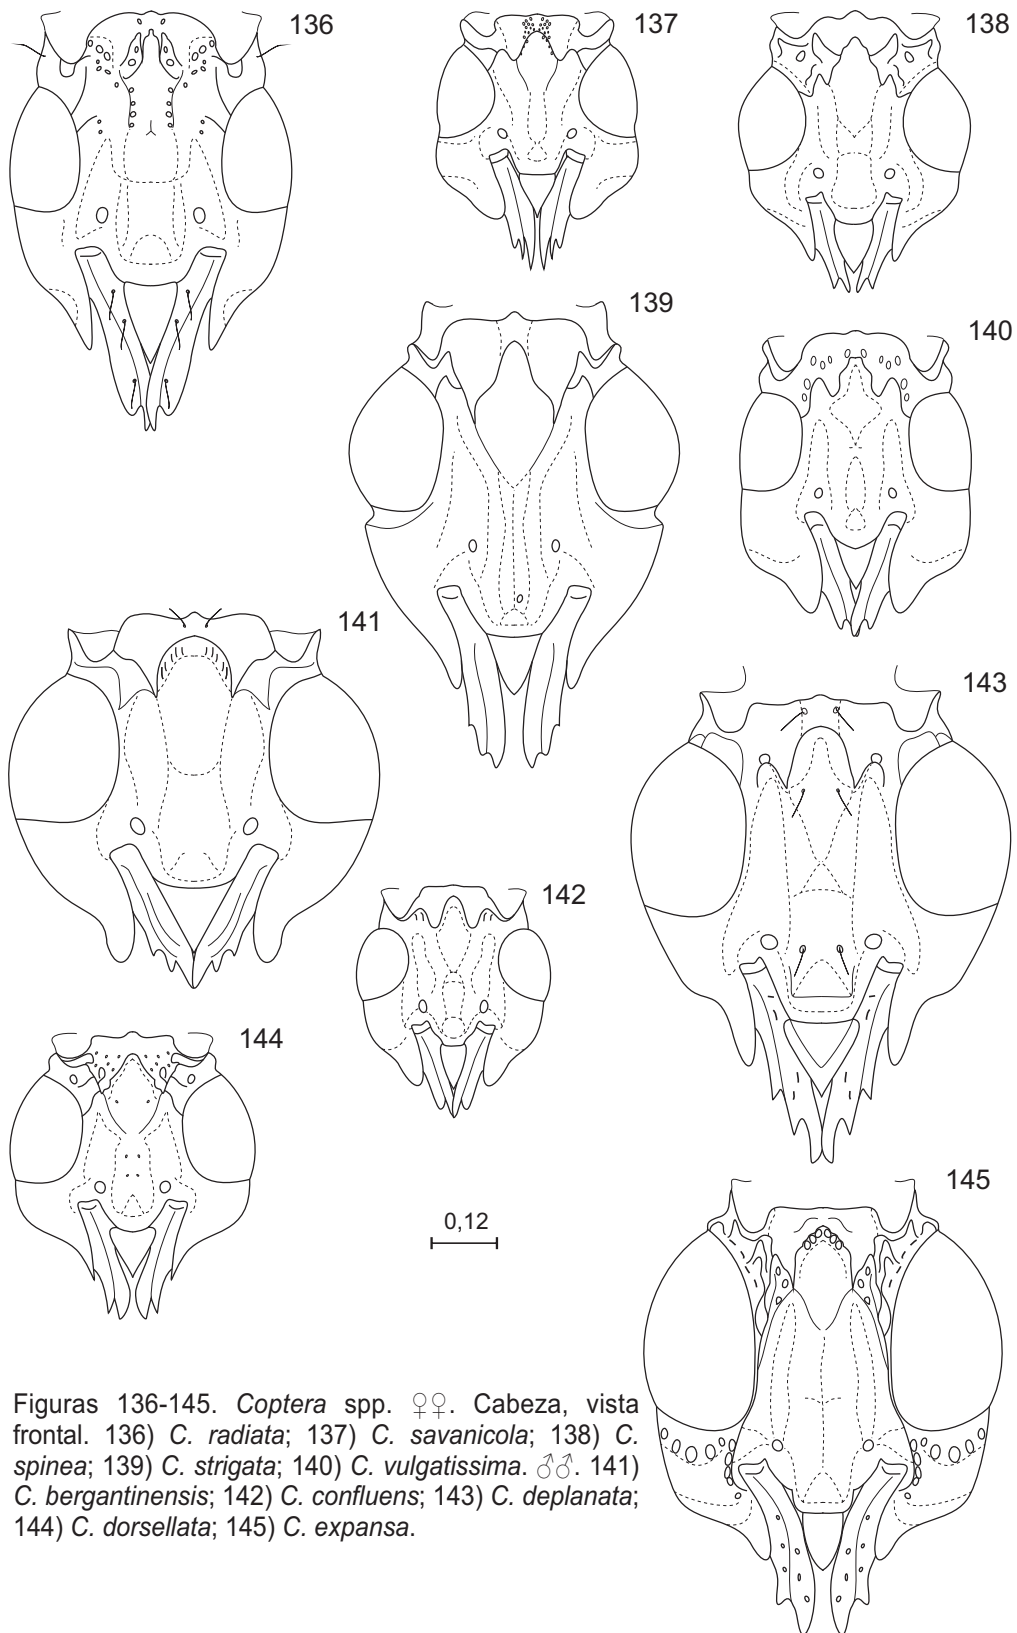 136
137
138
139
140
141
142
143
144
145
0,12
Figuras 136-145. Coptera spp. ♀♀. Cabeza, vista
frontal. 136) C. radiata; 137) C. savanicola; 138) C.
spinea; 139) C. strigata; 140) C. vulgatissima. ♂♂. 141)
C. bergantinensis; 142) C. confluens; 143) C. deplanata;
144) C. dorsellata; 145) C. expansa.